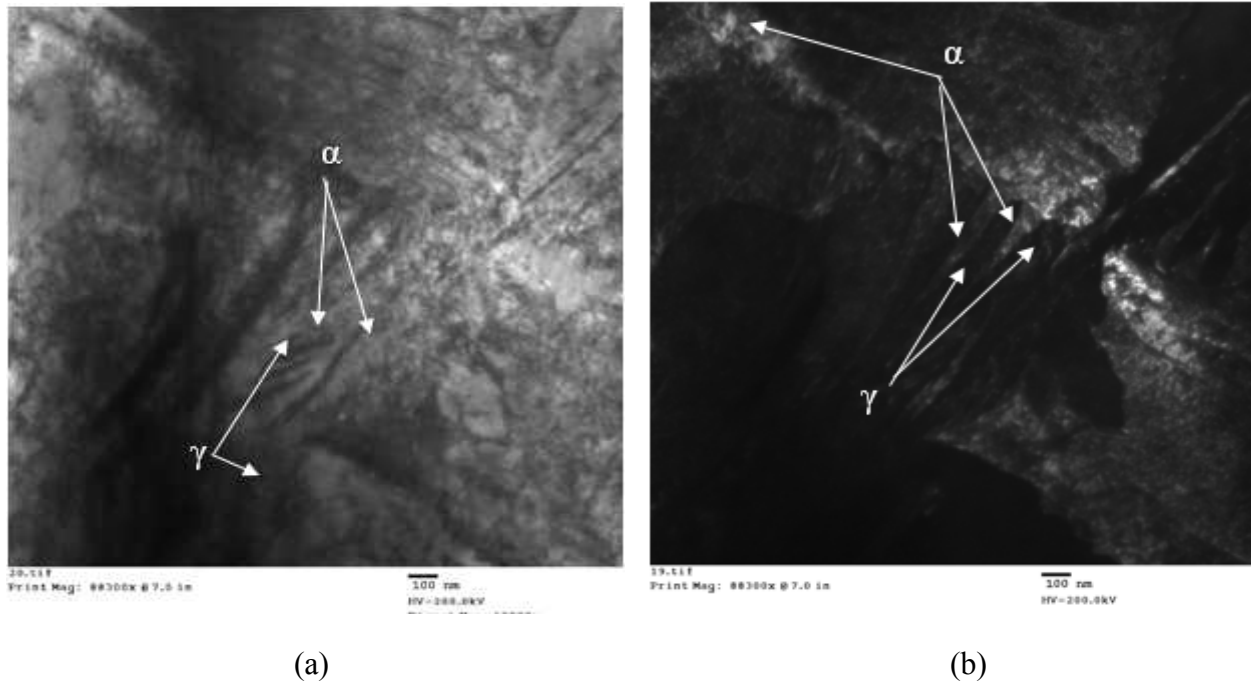 α
γ
20.tif
Print Mag: 88300x @ 7.0 in
100 nm
HV=200.0kV
(a)
α
γ
19.tif
Print Mag: 88300x @ 7.0 in
100 nm
HV=200.0kV
(b)